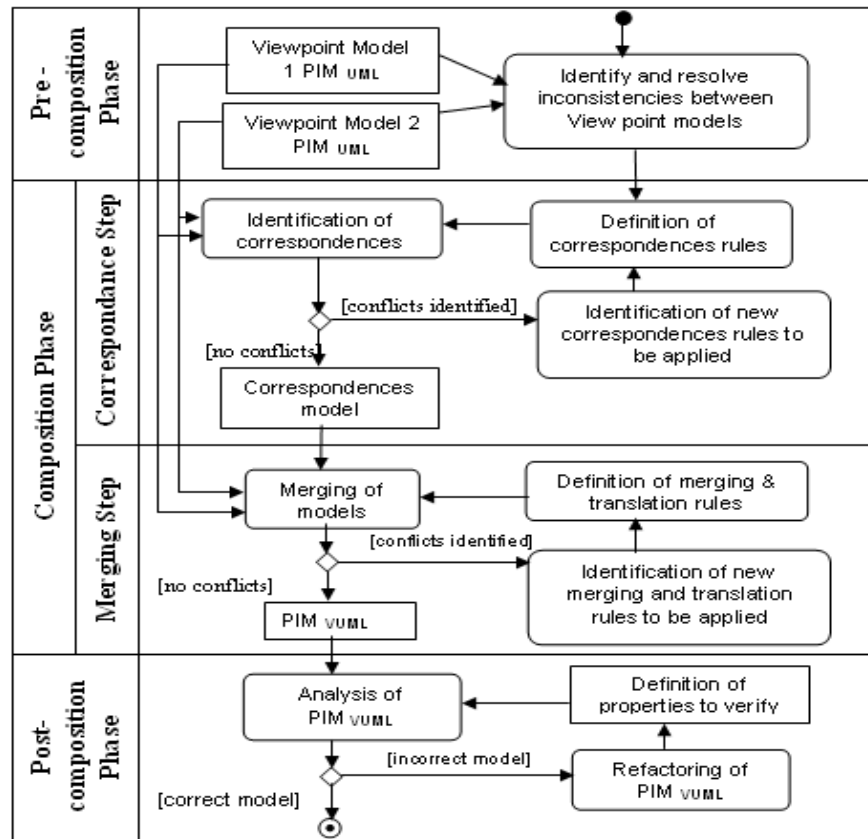 Pre -
composition
Phase
Viewpoint Model
1 PIM UML
Viewpoint Model 2
PIM UML
Identify and resolve
inconsistencies between
View point models
Composition Phase
Correspondance Step
Identification of
correspondences
Definition of
correspondences rules
[conflicts identified]
Identification of new
correspondences rules to
be applied
[no conflicts]
Correspondences
model
Merging Step
Merging of
models
Definition of merging &
translation rules
[conflicts identified]
Identification of new
merging and translation
rules to be applied
[no conflicts]
PIM VUML
Post-
composition
Phase
Analysis of
PIM VUML
Definition of
properties to verify
[incorrect model]
Refactoring of
PIM VUML
[correct model]